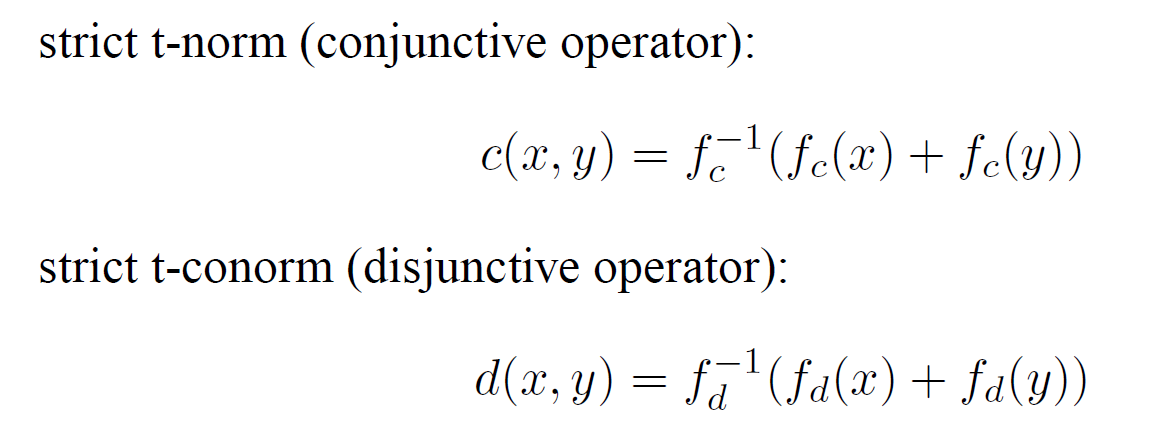 strict t-norm (conjunctive operator):
c(x, y) = f_c^{-1}(f_c(x) + f_c(y))
strict t-conorm (disjunctive operator):
d(x, y) = f_d^{-1}(f_d(x) + f_d(y))